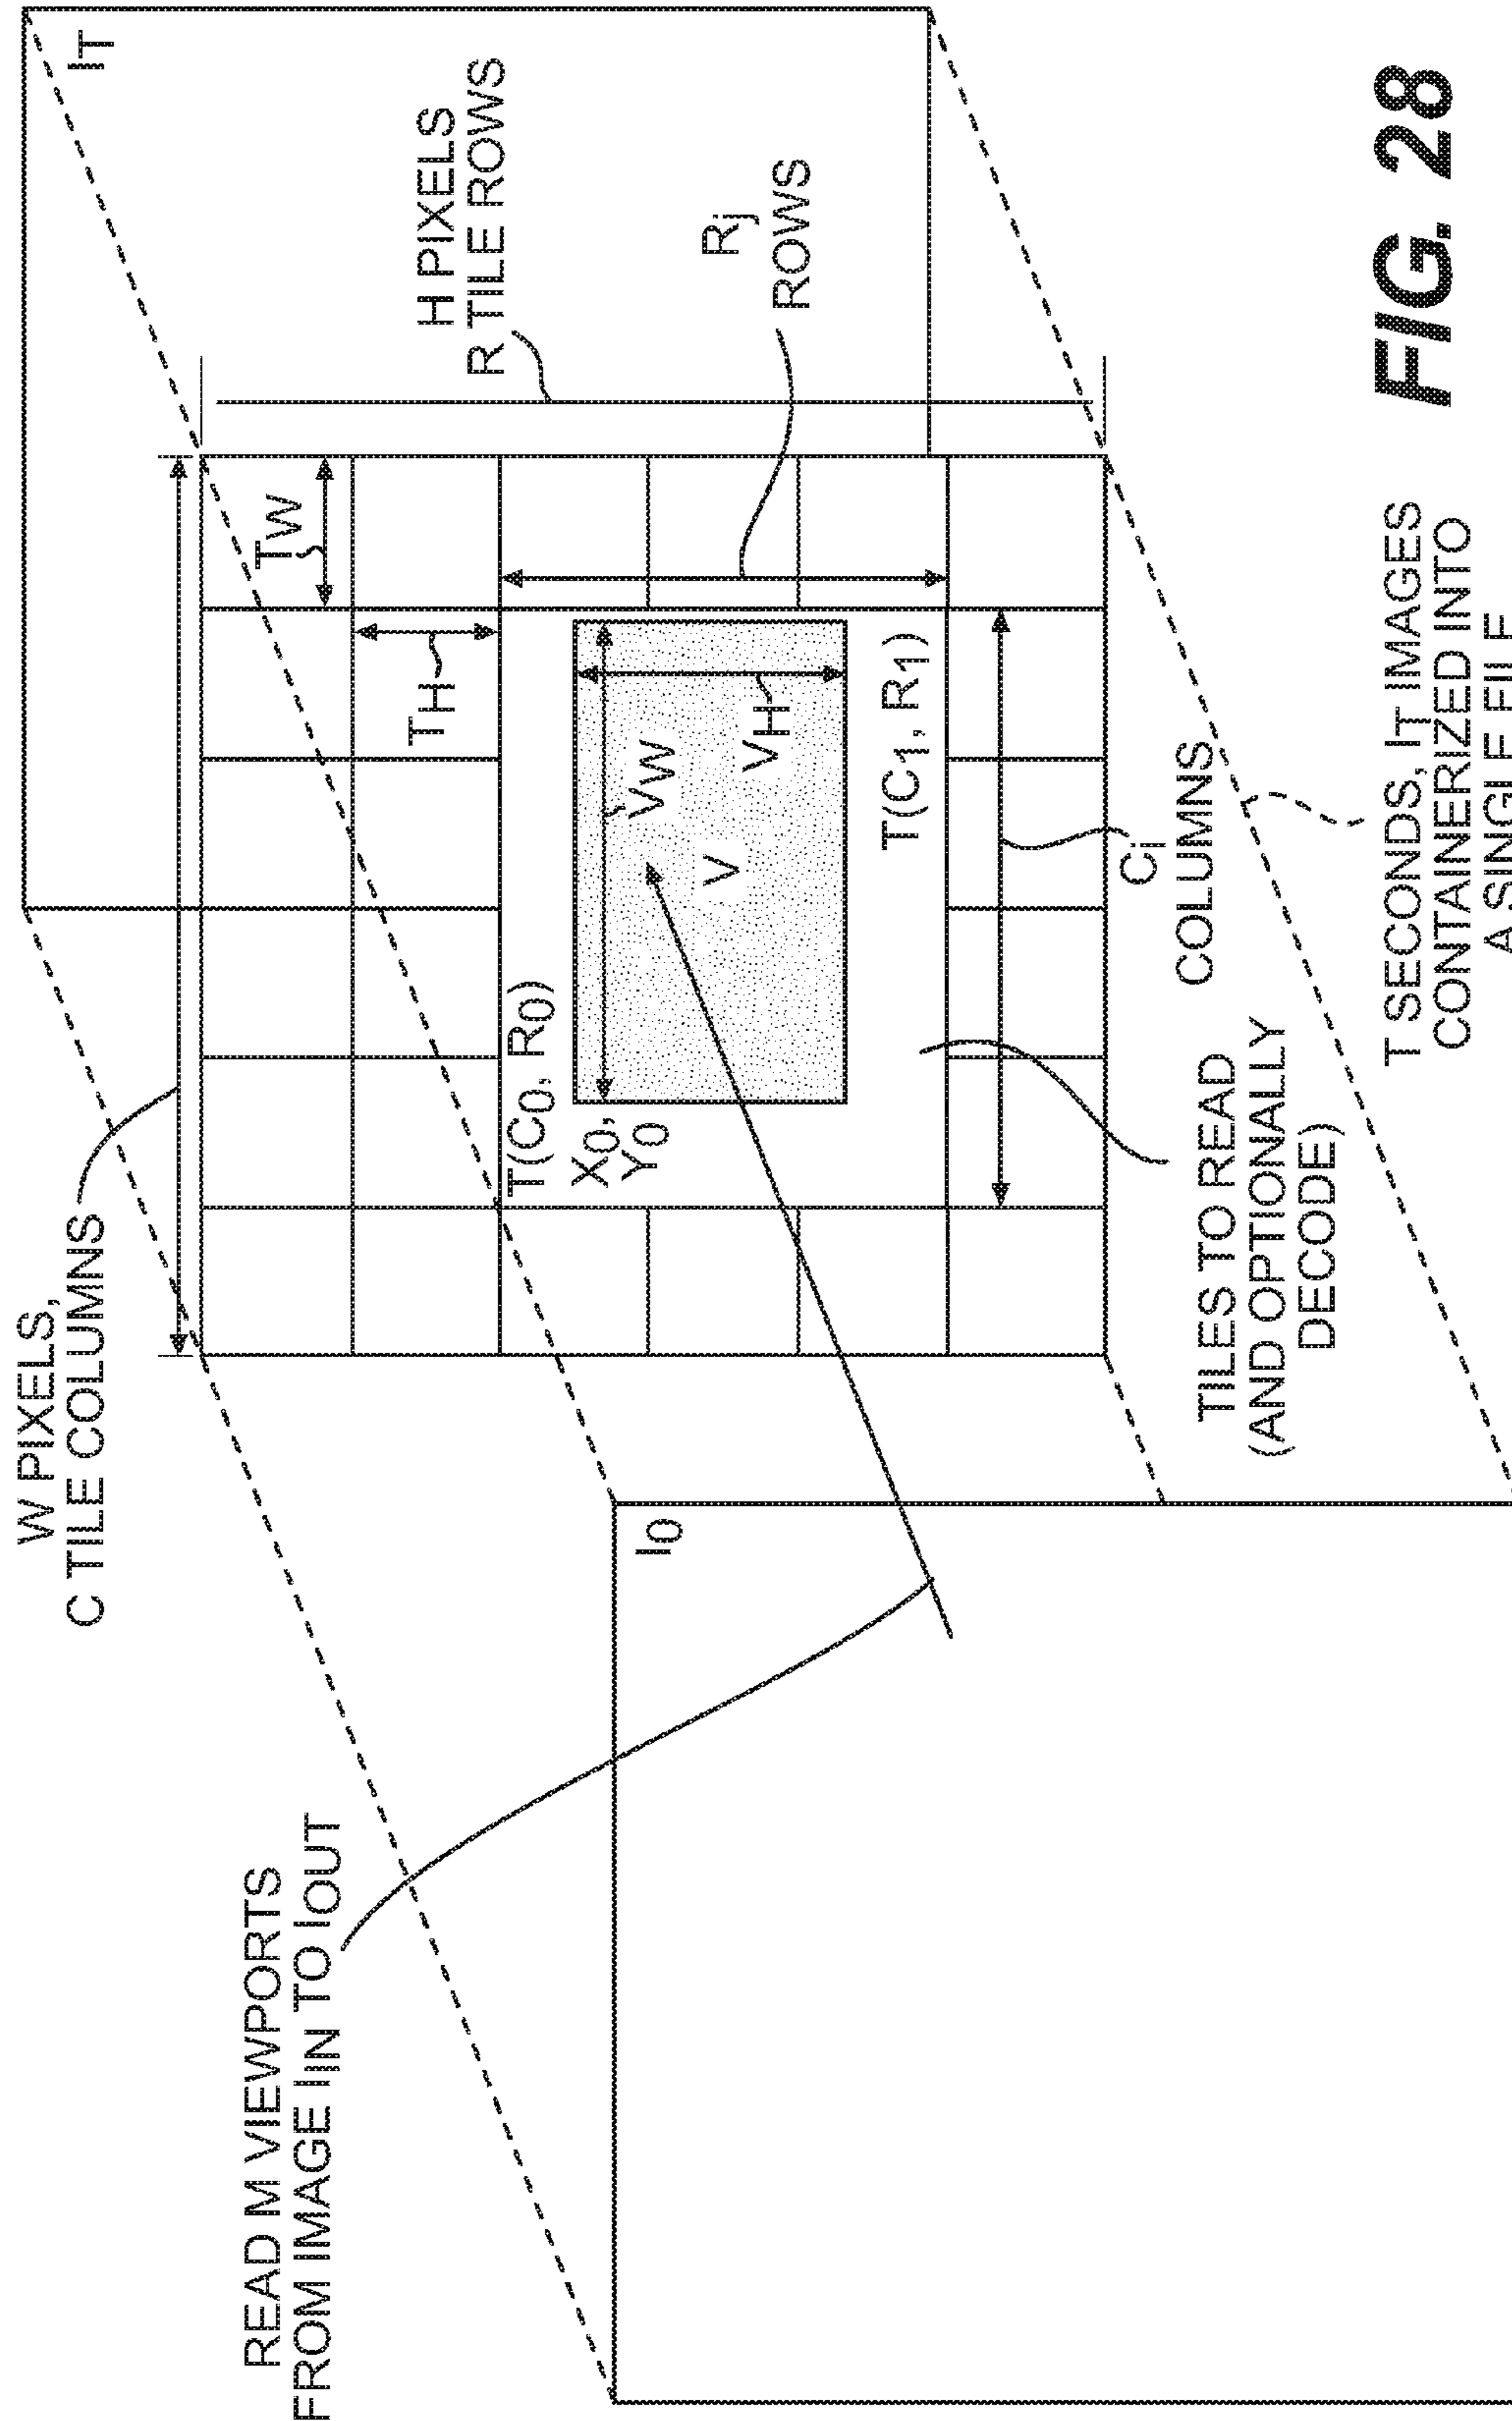 W PIXELS,
C TILE COLUMNS
READ M VIEWPORTS
FROM IMAGE IIN TO IOUT
IT
H PIXELS
R TILE ROWS
TW
TH
Rj
ROWS
T(C0, R0)
X0,
Y0
VW
V
VH
T(C1, R1)
I0
Ci
COLUMNS
TILES TO READ
(AND OPTIONALLY
DECODE)
T SECONDS, IT IMAGES
CONTAINERIZED INTO
A SINGLE FILE
FIG. 28